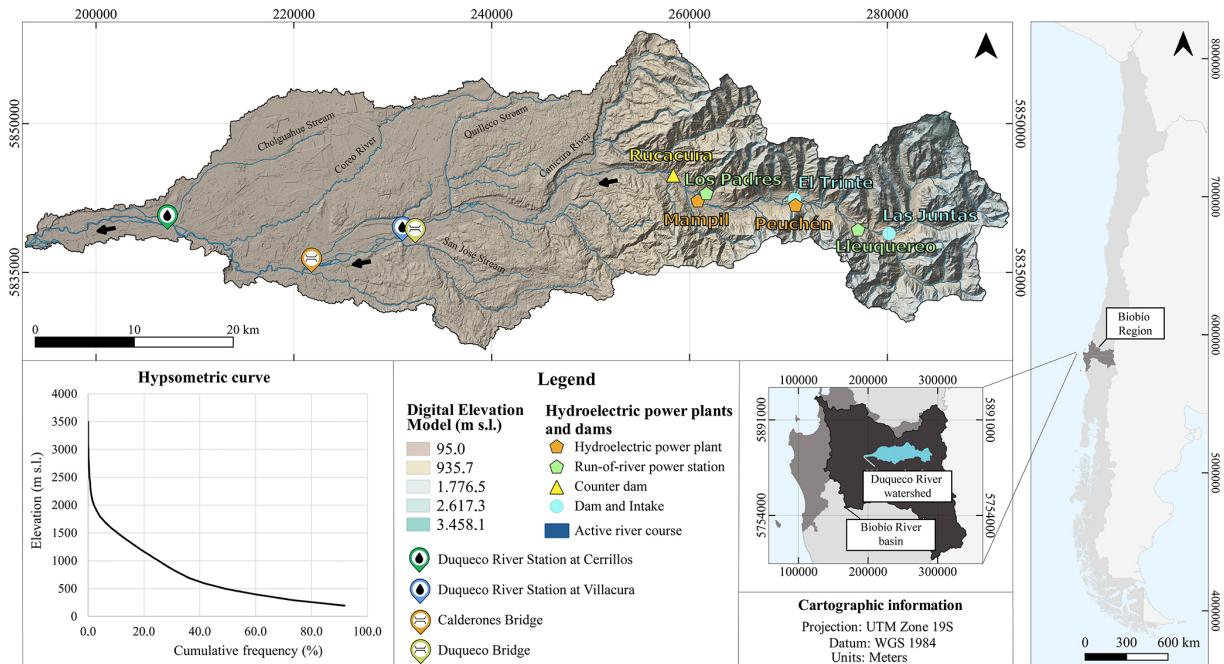 200000
220000
240000
260000
280000
5850000
5835000
5850000
5835000
Cholguahue Stream
Coreo River
Quilleco Stream
Canicura River
San José Stream
Rucacura
Los Padres
Mampil
El Trinte
Peuchén
Las Juntas
Lleuquereo
0
10
20 km
Hypsometric curve
Elevation (m s.l.)
4000
3500
3000
2500
2000
1500
1000
500
0
0.0
20.0
40.0
60.0
80.0
100.0
Cumulative frequency (%)
Legend
Digital Elevation
Model (m s.l.)
95.0
935.7
1.776.5
2.617.3
3.458.1
Hydroelectric power plants
and dams
Hydroelectric power plant
Run-of-river power station
Counter dam
Dam and Intake
Active river course
Duqueco River Station at Cerrillos
Duqueco River Station at Villacura
Calderones Bridge
Duqueco Bridge
100000
200000
300000
5891000
5754000
5891000
5754000
Duqueco River
watershed
Biobío River
basin
100000
200000
300000
Cartographic information
Projection: UTM Zone 19S
Datum: WGS 1984
Units: Meters
Biobío
Region
8000000
7000000
6000000
5000000
4000000
0
300
600 km